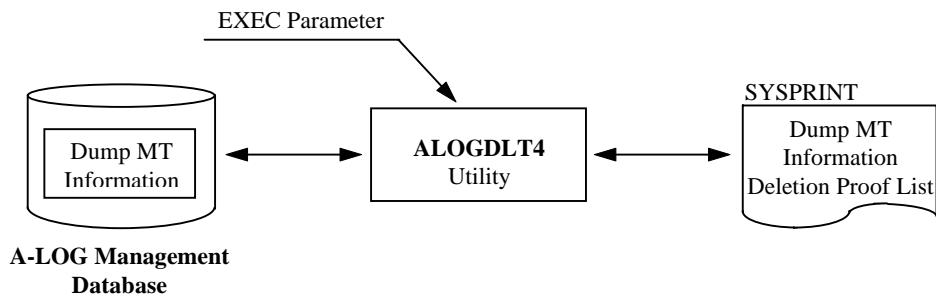 EXEC Parameter
Dump MT
Information
A-LOG Management
Database
ALOGDLT4
Utility
SYSPRINT
Dump MT
Information
Deletion Proof List